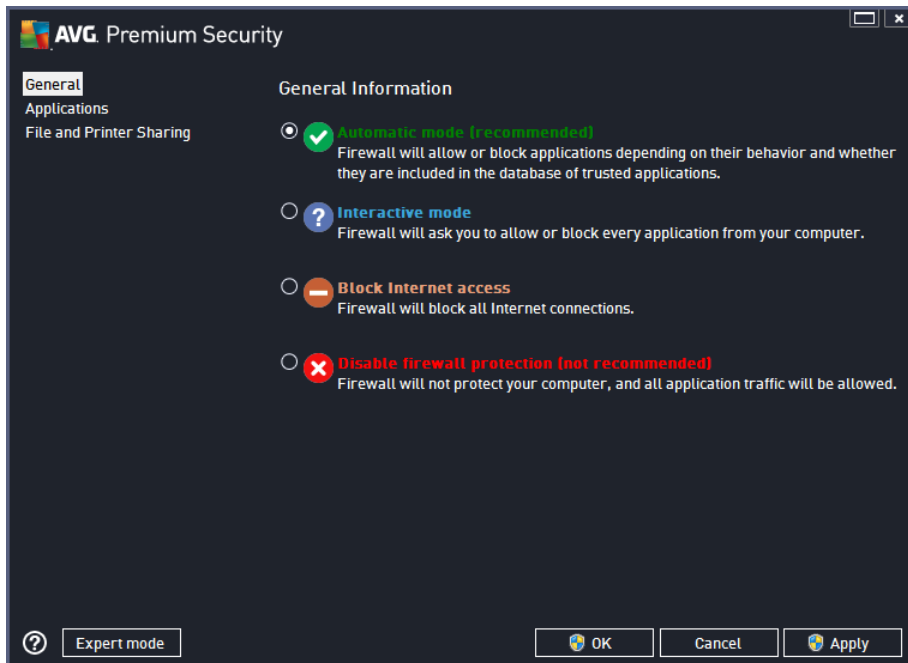 AVG. Premium Security
General
Applications
File and Printer Sharing
General Information
Automatic mode (recommended)
Firewall will allow or block applications depending on their behavior and whether
they are included in the database of trusted applications.
Interactive mode
Firewall will ask you to allow or block every application from your computer.
Block Internet access
Firewall will block all Internet connections.
Disable firewall protection (not recommended)
Firewall will not protect your computer, and all application traffic will be allowed.
Expert mode
OK
Cancel
Apply